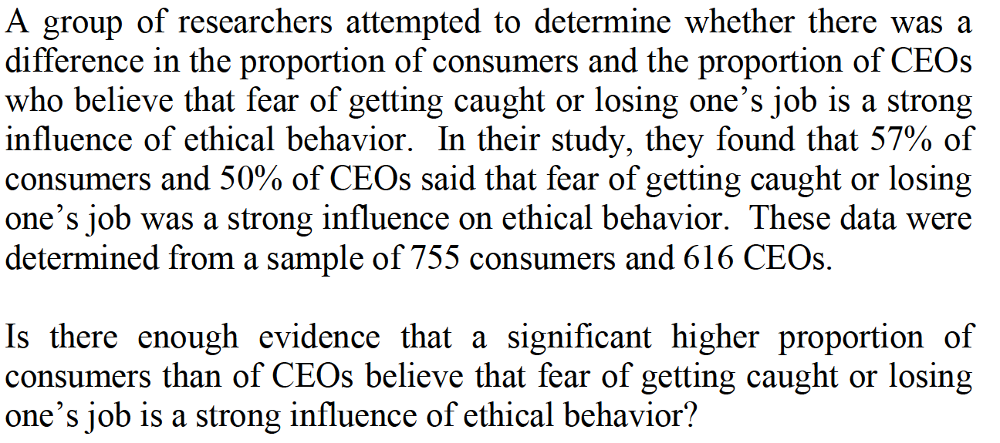 A group of researchers attempted to determine whether there was a
difference in the proportion of consumers and the proportion of CEOs
who believe that fear of getting caught or losing one’s job is a strong
influence of ethical behavior.  In their study, they found that 57% of
consumers and 50% of CEOs said that fear of getting caught or losing
one’s job was a strong influence on ethical behavior.  These data were
determined from a sample of 755 consumers and 616 CEOs.
Is there enough evidence that a significant higher proportion of
consumers than of CEOs believe that fear of getting caught or losing
one’s job is a strong influence of ethical behavior?